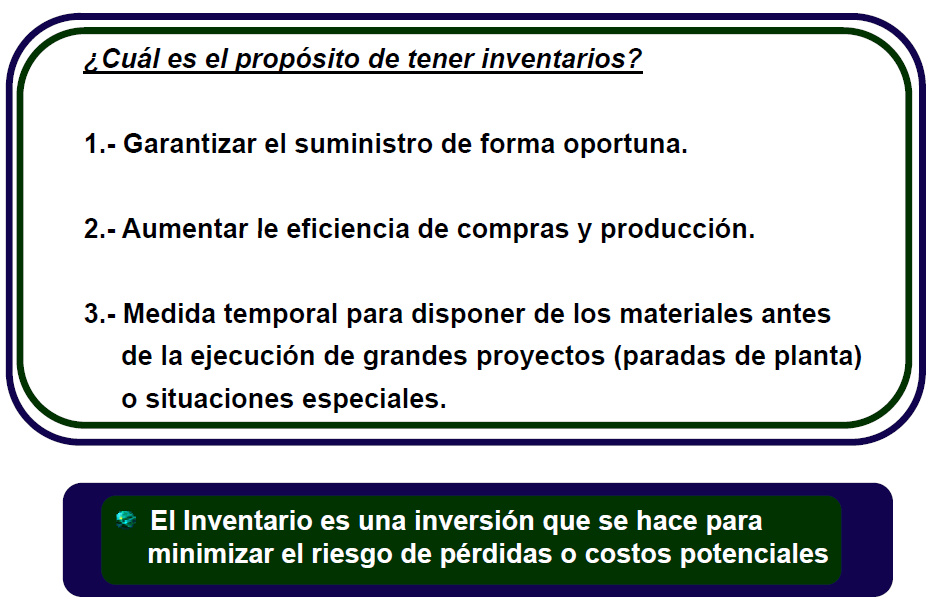 ¿Cuál es el propósito de tener inventarios?
1.- Garantizar el suministro de forma oportuna.
2.- Aumentar le eficiencia de compras y producción.
3.- Medida temporal para disponer de los materiales antes
de la ejecución de grandes proyectos (paradas de planta)
o situaciones especiales.
El Inventario es una inversión que se hace para
minimizar el riesgo de pérdidas o costos potenciales